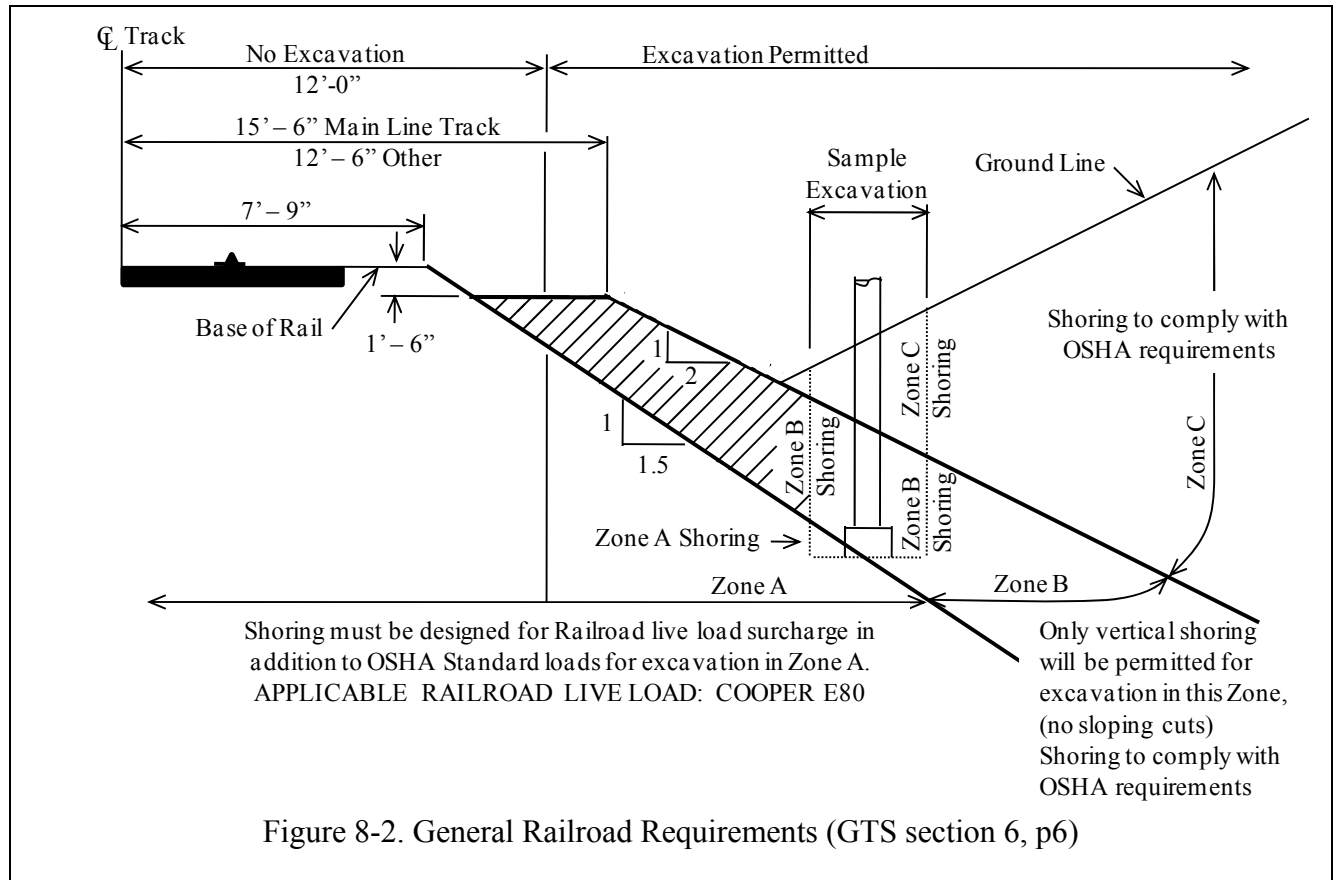 ℄ Track
No Excavation
12’-0”
Excavation Permitted
15’ – 6” Main Line Track
12’ – 6” Other
Sample
Excavation
Ground Line
7’ – 9”
Base of Rail
1’ – 6”
1
2
1
1.5
Zone B
Shoring
Zone C
Shoring
Zone B
Shoring
Shoring to comply with
OSHA requirements
Zone C
Zone A Shoring
Zone A
Zone B
Shoring must be designed for Railroad live load surcharge in
addition to OSHA Standard loads for excavation in Zone A.
APPLICABLE RAILROAD LIVE LOAD: COOPER E80
Only vertical shoring
will be permitted for
excavation in this Zone,
(no sloping cuts)
Shoring to comply with
OSHA requirements
Figure 8-2. General Railroad Requirements (GTS section 6, p6)